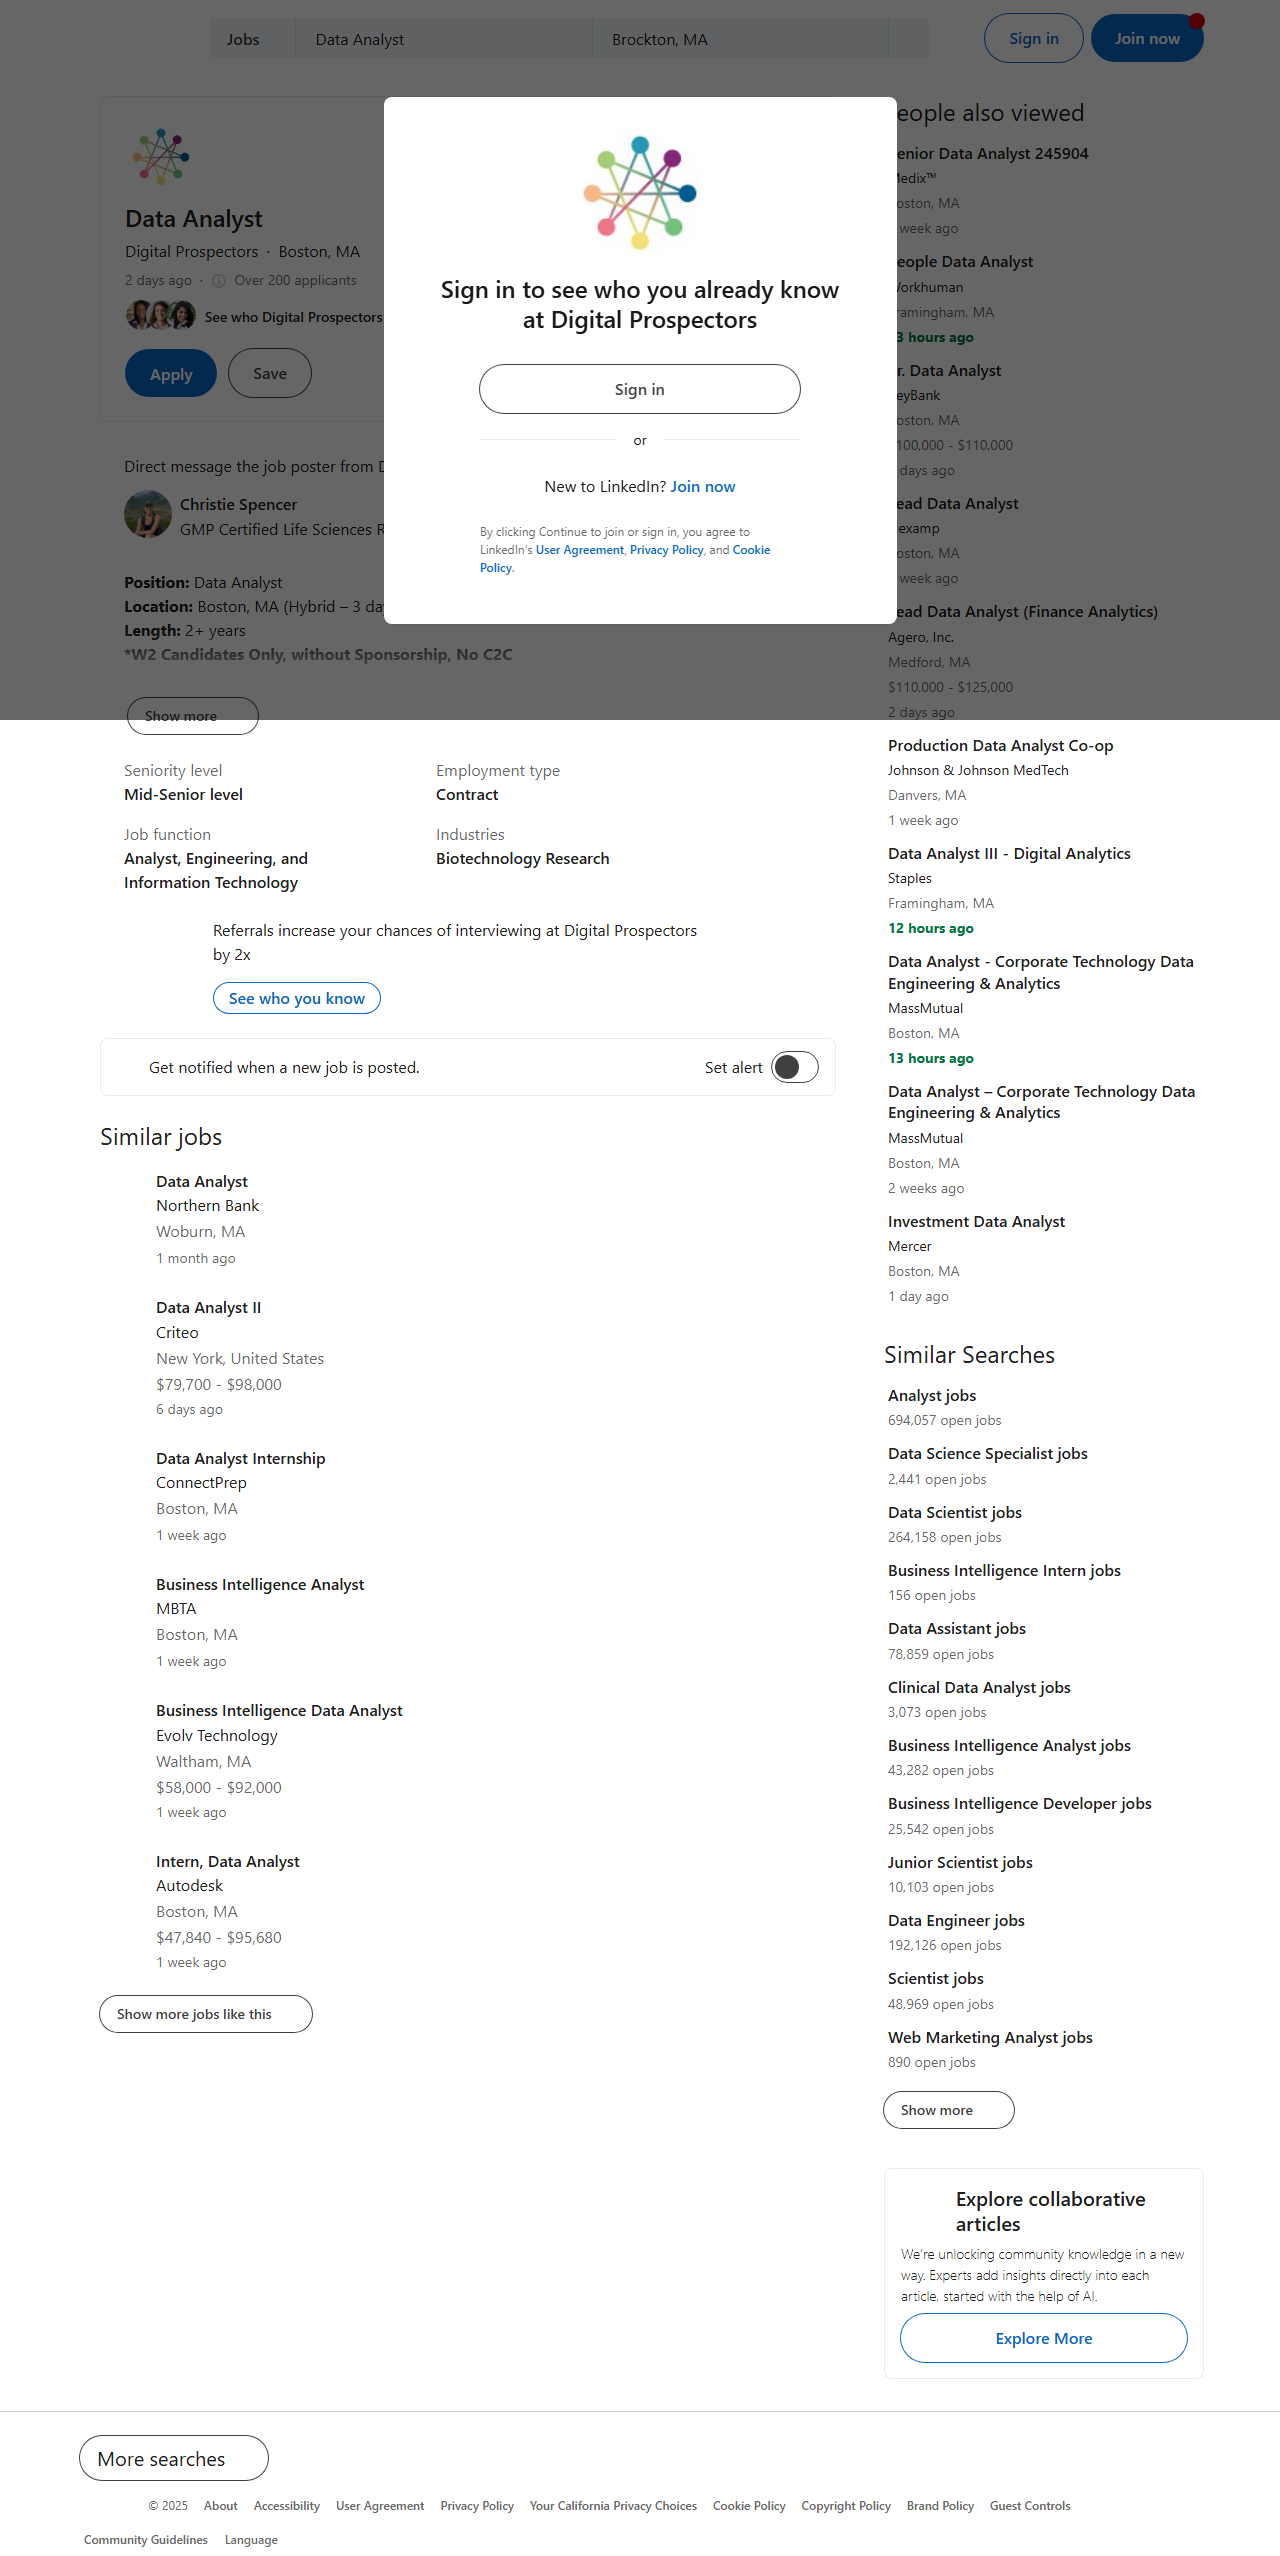 Jobs
Data Analyst
Brockton, MA
Sign in
Join now
Data Analyst
Digital Prospectors · Boston, MA
2 days ago · Over 200 applicants
See who Digital Prospectors
Apply
Save
Direct message the job poster from
Christie Spencer
GMP Certified Life Sciences
Position: Data Analyst
Location: Boston, MA (Hybrid – 3
Length: 2+ years
*W2 Candidates Only, without Sponsorship, No C2C
Show more
Sign in to see who you already know
at Digital Prospectors
Sign in
or
New to LinkedIn? Join now
By clicking Continue to join or sign in, you agree to
LinkedIn's User Agreement, Privacy Policy, and Cookie
Policy.
Seniority level
Mid-Senior level
Employment type
Contract
Job function
Analyst, Engineering, and
Information Technology
Industries
Biotechnology Research
Referrals increase your chances of interviewing at Digital Prospectors
by 2x
See who you know
Get notified when a new job is posted.
Set alert
Similar jobs
Data Analyst
Northern Bank
Woburn, MA
1 month ago
Data Analyst II
Criteo
New York, United States
$79,700 - $98,000
6 days ago
Data Analyst Internship
ConnectPrep
Boston, MA
1 week ago
Business Intelligence Analyst
MBTA
Boston, MA
1 week ago
Business Intelligence Data Analyst
Evolv Technology
Waltham, MA
$58,000 - $92,000
1 week ago
Intern, Data Analyst
Autodesk
Boston, MA
$47,840 - $95,680
1 week ago
Show more jobs like this
eople also viewed
enior Data Analyst 245904
Medix™
oston, MA
week ago
eople Data Analyst
Workhuman
ramingham, MA
3 hours ago
r. Data Analyst
eyBank
oston, MA
100,000 - $110,000
days ago
ead Data Analyst
examp
oston, MA
week ago
ead Data Analyst (Finance Analytics)
Agero, Inc.
Medford, MA
$110,000 - $125,000
2 days ago
Production Data Analyst Co-op
Johnson & Johnson MedTech
Danvers, MA
1 week ago
Data Analyst III - Digital Analytics
Staples
Framingham, MA
12 hours ago
Data Analyst - Corporate Technology Data
Engineering & Analytics
MassMutual
Boston, MA
13 hours ago
Data Analyst – Corporate Technology Data
Engineering & Analytics
MassMutual
Boston, MA
2 weeks ago
Investment Data Analyst
Mercer
Boston, MA
1 day ago
Similar Searches
Analyst jobs
694,057 open jobs
Data Science Specialist jobs
2,441 open jobs
Data Scientist jobs
264,158 open jobs
Business Intelligence Intern jobs
156 open jobs
Data Assistant jobs
78,859 open jobs
Clinical Data Analyst jobs
3,073 open jobs
Business Intelligence Analyst jobs
43,282 open jobs
Business Intelligence Developer jobs
25,542 open jobs
Junior Scientist jobs
10,103 open jobs
Data Engineer jobs
192,126 open jobs
Scientist jobs
48,969 open jobs
Web Marketing Analyst jobs
890 open jobs
Show more
Explore collaborative
articles
We're unlocking community knowledge in a new
way. Experts add insights directly into each
article, started with the help of AI.
Explore More
More searches
© 2025 About Accessibility User Agreement Privacy Policy Your California Privacy Choices Cookie Policy Copyright Policy Brand Policy Guest Controls
Community Guidelines Language